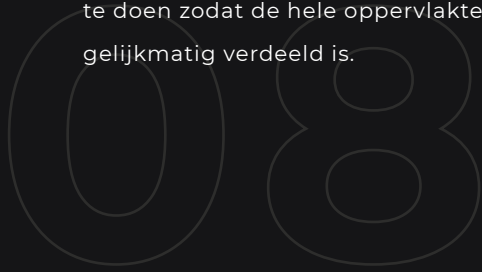 te doen zodat de hele oppervlakte
gelijkmatig verdeeld is.
08